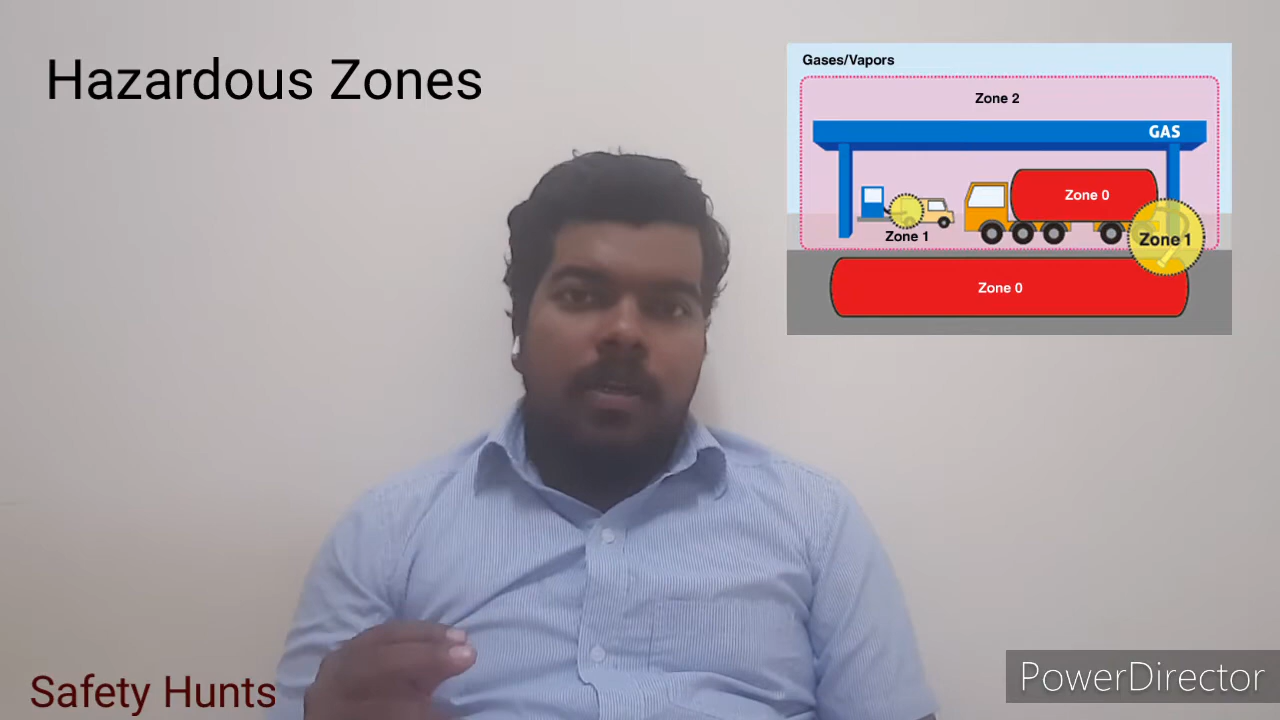 Hazardous Zones
Gases/Vapors
Zone 2
GAS
Zone 0
Zone 1
Zone 1
Zone 0
Safety Hunts
PowerDirector